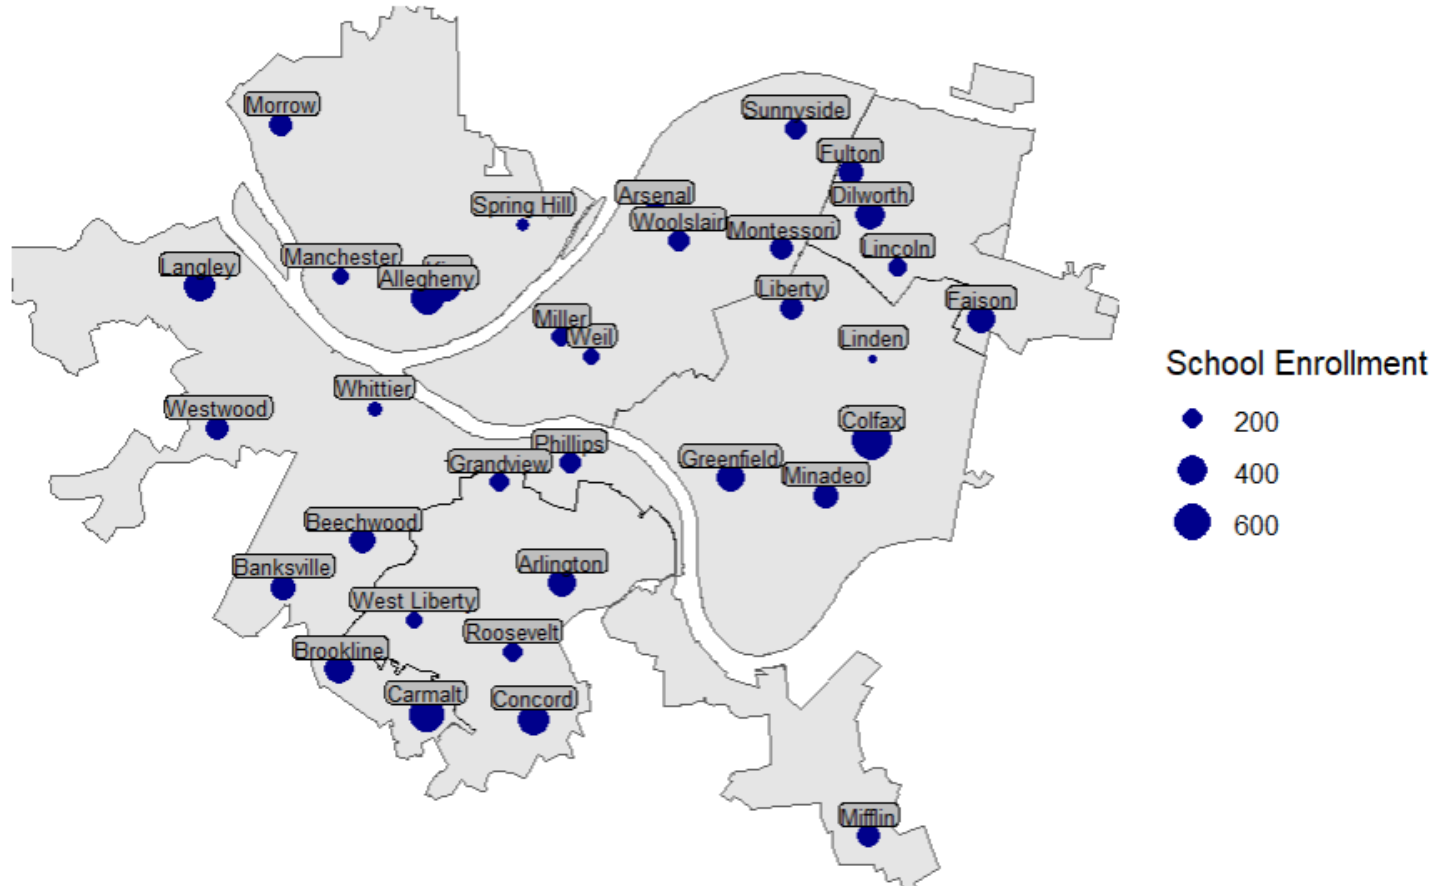 Morrow
Sunnyside
Fulton
Arsenal
Dilworth
Spring Hill
Woolslair
Montessori
Lincoln
Manchester
Langley
Allegheny
Liberty
Faison
Miller
Weil
Linden
School Enrollment
Whittier
Westwood
Colfax
200
Phillips
Greenfield
Grandview
Minadeo
400
Beechwood
600
Banksville
Arlington
West Liberty
Roosevelt
Brookline
Carmalt
Concord
Mifflin